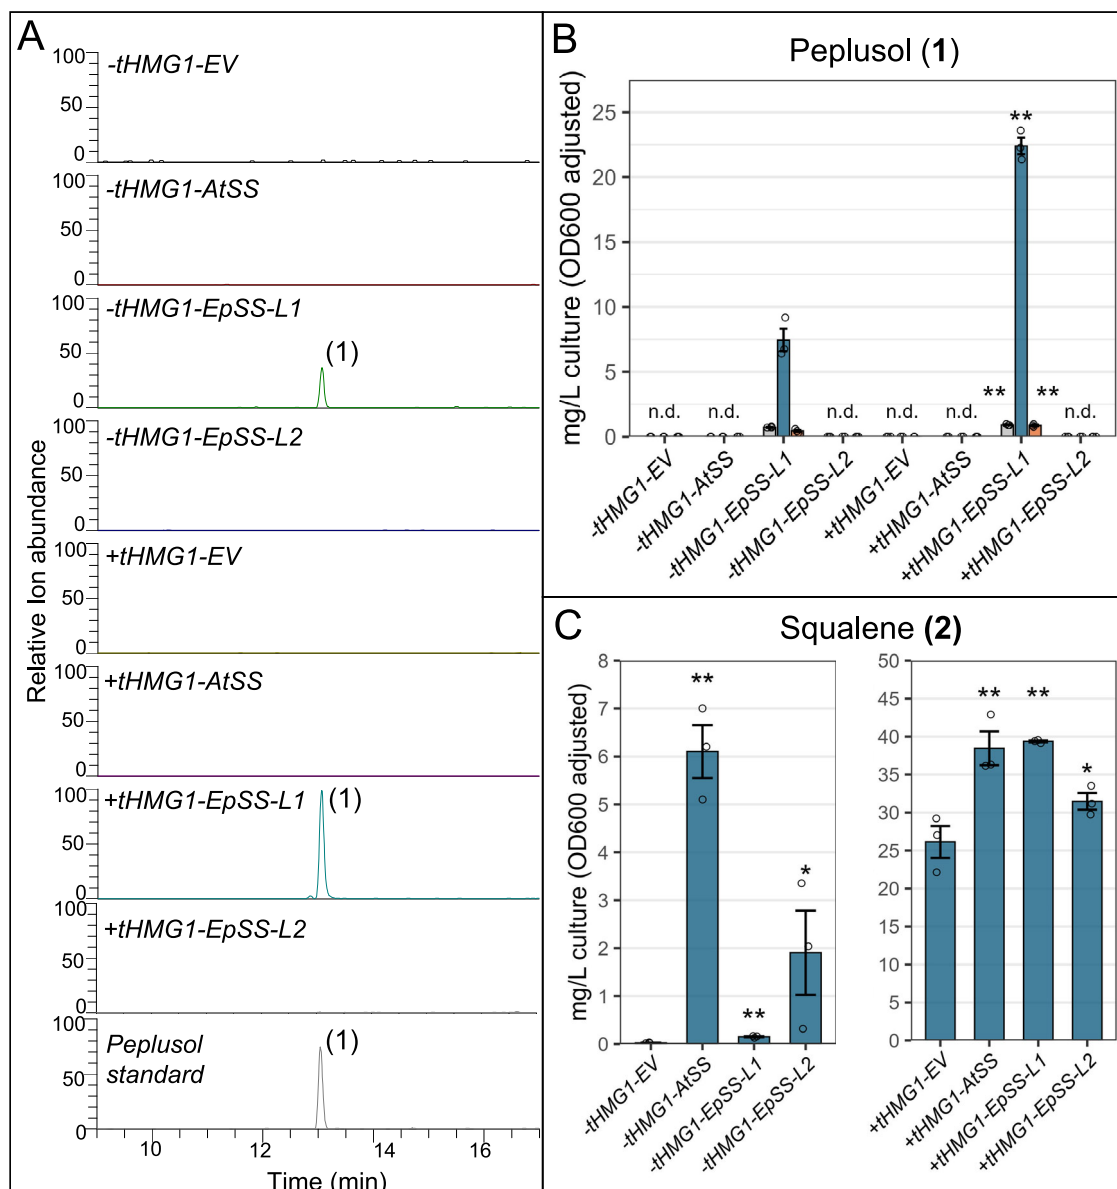 A
-tHMG1-EV
100
50
0
-tHMG1-AtSS
100
50
0
-tHMG1-EpSS-L1
100
50
0
(1)
-tHMG1-EpSS-L2
100
50
0
+tHMG1-EV
100
50
0
+tHMG1-AtSS
100
50
0
+tHMG1-EpSS-L1
(1)
100
50
0
+tHMG1-EpSS-L2
100
50
0
Peplusol
standard
(1)
100
50
0
10 12 14 16
Time (min)
Relative Ion abundance
B
Peplusol (1)
mg/L culture (OD600 adjusted)
25
20
15
10
5
0
n.d. n.d. n.d. n.d. n.d. n.d.
** ** **
-tHMG1-EV
-tHMG1-AtSS
-tHMG1-EpSS-L1
-tHMG1-EpSS-L2
+tHMG1-EV
+tHMG1-AtSS
+tHMG1-EpSS-L1
+tHMG1-EpSS-L2
C
Squalene (2)
mg/L culture (OD600 adjusted)
8
7
6
5
4
3
2
1
0
** ** *
-tHMG1-EV
-tHMG1-AtSS
-tHMG1-EpSS-L1
-tHMG1-EpSS-L2
50
45
40
35
30
25
20
15
10
5
0
** ** *
+tHMG1-EV
+tHMG1-AtSS
+tHMG1-EpSS-L1
+tHMG1-EpSS-L2